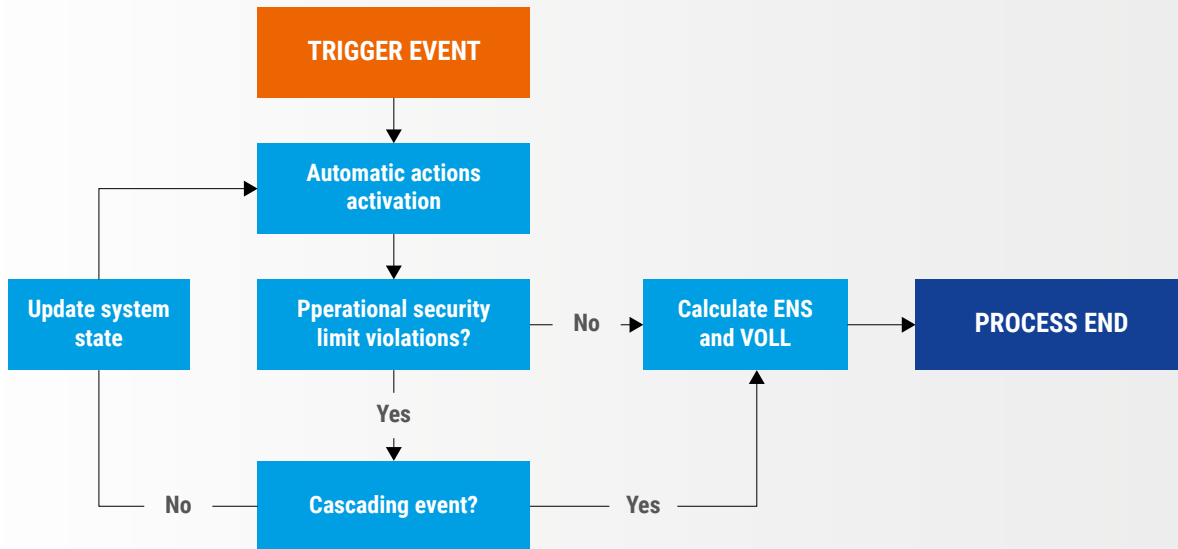 TRIGGER EVENT
Automatic actions
activation
Update system
state
Pperational security
limit violations?
No
Calculate ENS
and VOLL
PROCESS END
Yes
No
Cascading event?
Yes